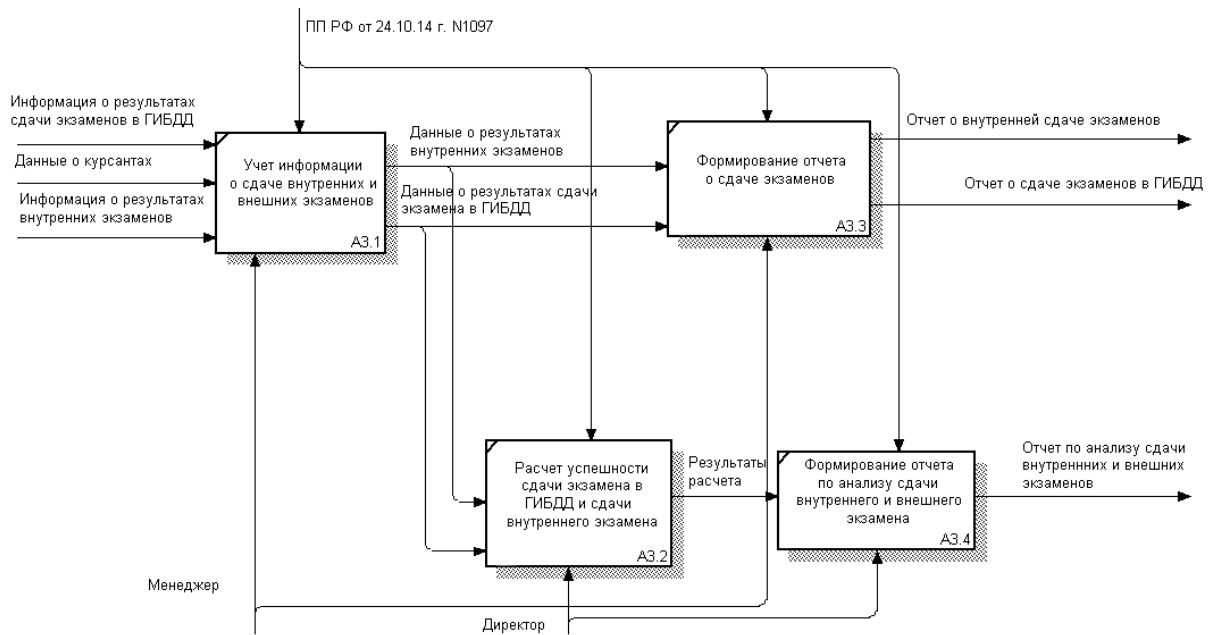 ПП РФ от 24.10.14 г. N1097
Информация о результатах
сдачи экзаменов в ГИБДД
Данные о курсантах
Информация о результатах
внутренних экзаменов
Учет информации
о сдаче внутренних и
внешних экзаменов
А3.1
Данные о результатах
внутренних экзаменов
Данные о результатах сдачи
экзамена в ГИБДД
Формирование отчета
о сдаче экзаменов
А3.3
Отчет о внутренней сдаче экзаменов
Отчет о сдаче экзаменов в ГИБДД
Расчет успешности
сдачи экзамена в
ГИБДД и сдачи
внутреннего экзамена
А3.2
Результаты
расчета
Формирование отчета
по анализу сдачи
внутреннего и внешнего
экзамена
А3.4
Отчет по анализу сдачи
внутреннних и внешних
экзаменов
Менеджер
Директор